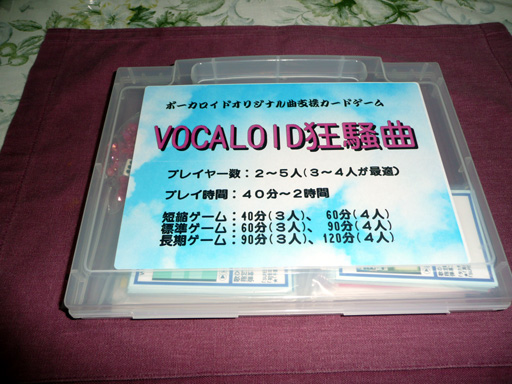 ボーカロイドオリジナル曲支援カードゲーム
VOCALOID狂騒曲
プレイヤー数：２～５人（３～４人が最適）
プレイ時間：４０分～２時間
短縮ゲーム：40分(３人)、 60分(４人)
標準ゲーム：60分(３人)、 90分(４人)
長期ゲーム：90分(３人)、120分(４人)